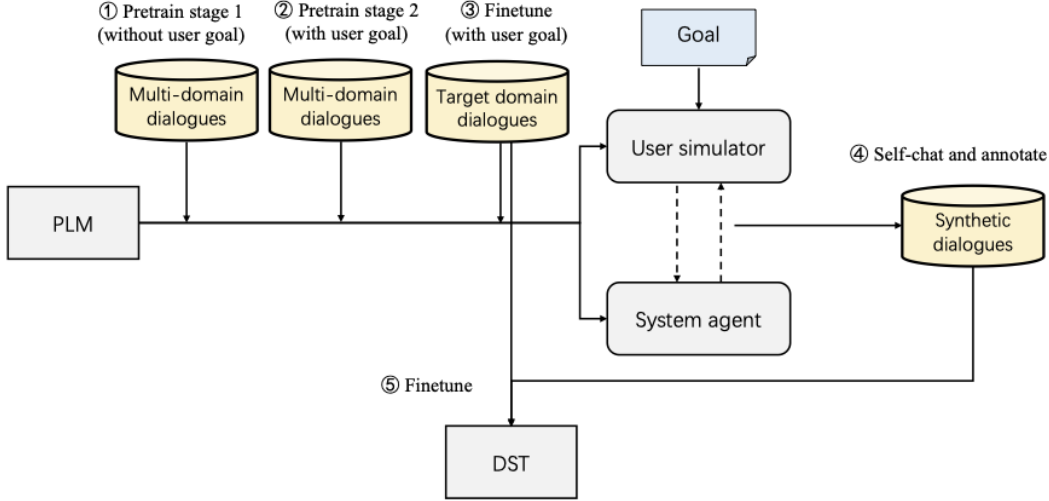 ① Pretrain stage 1
(without user goal)
② Pretrain stage 2
(with user goal)
③ Finetune
(with user goal)
Goal
Multi-domain
dialogues
Multi-domain
dialogues
Target domain
dialogues
User simulator
④ Self-chat and annotate
PLM
Synthetic
dialogues
System agent
⑤ Finetune
DST